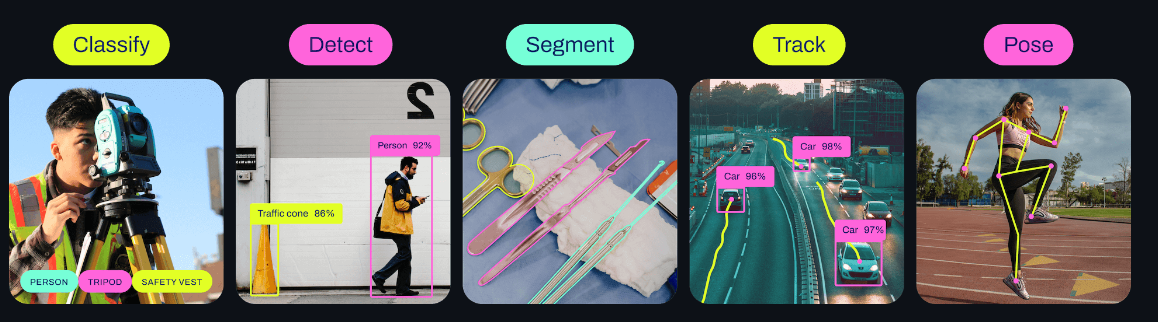 Classify
Detect
Segment
Track
Pose
PERSON
TRIPOD
SAFETY VEST
2
Person 92%
Traffic cone 86%
Car 98%
Car 96%
Car 97%